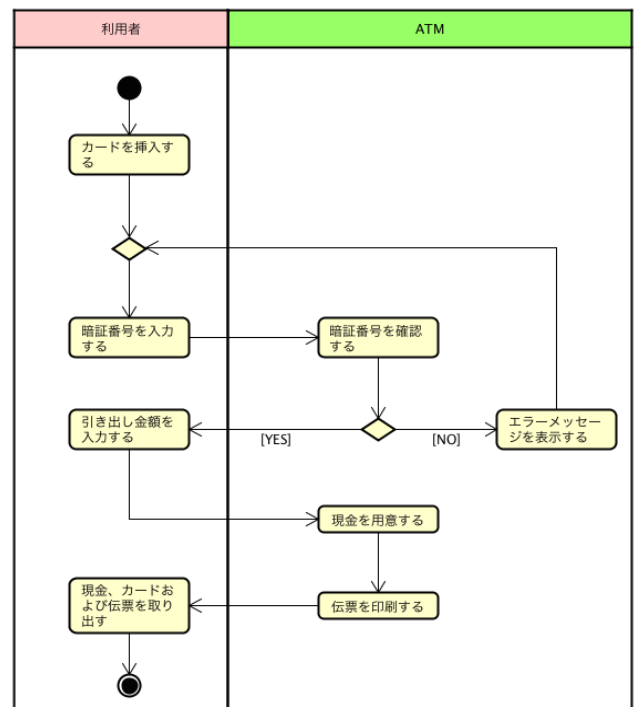 利用者
ATM
カードを挿入す
る
暗証番号を入力
する
暗証番号を確認
する
引き出し金額を
入力する
[YES]
[NO]
エラーメッセー
ジを表示する
現金を用意する
現金、カードお
よび伝票を取り
出す
伝票を印刷する